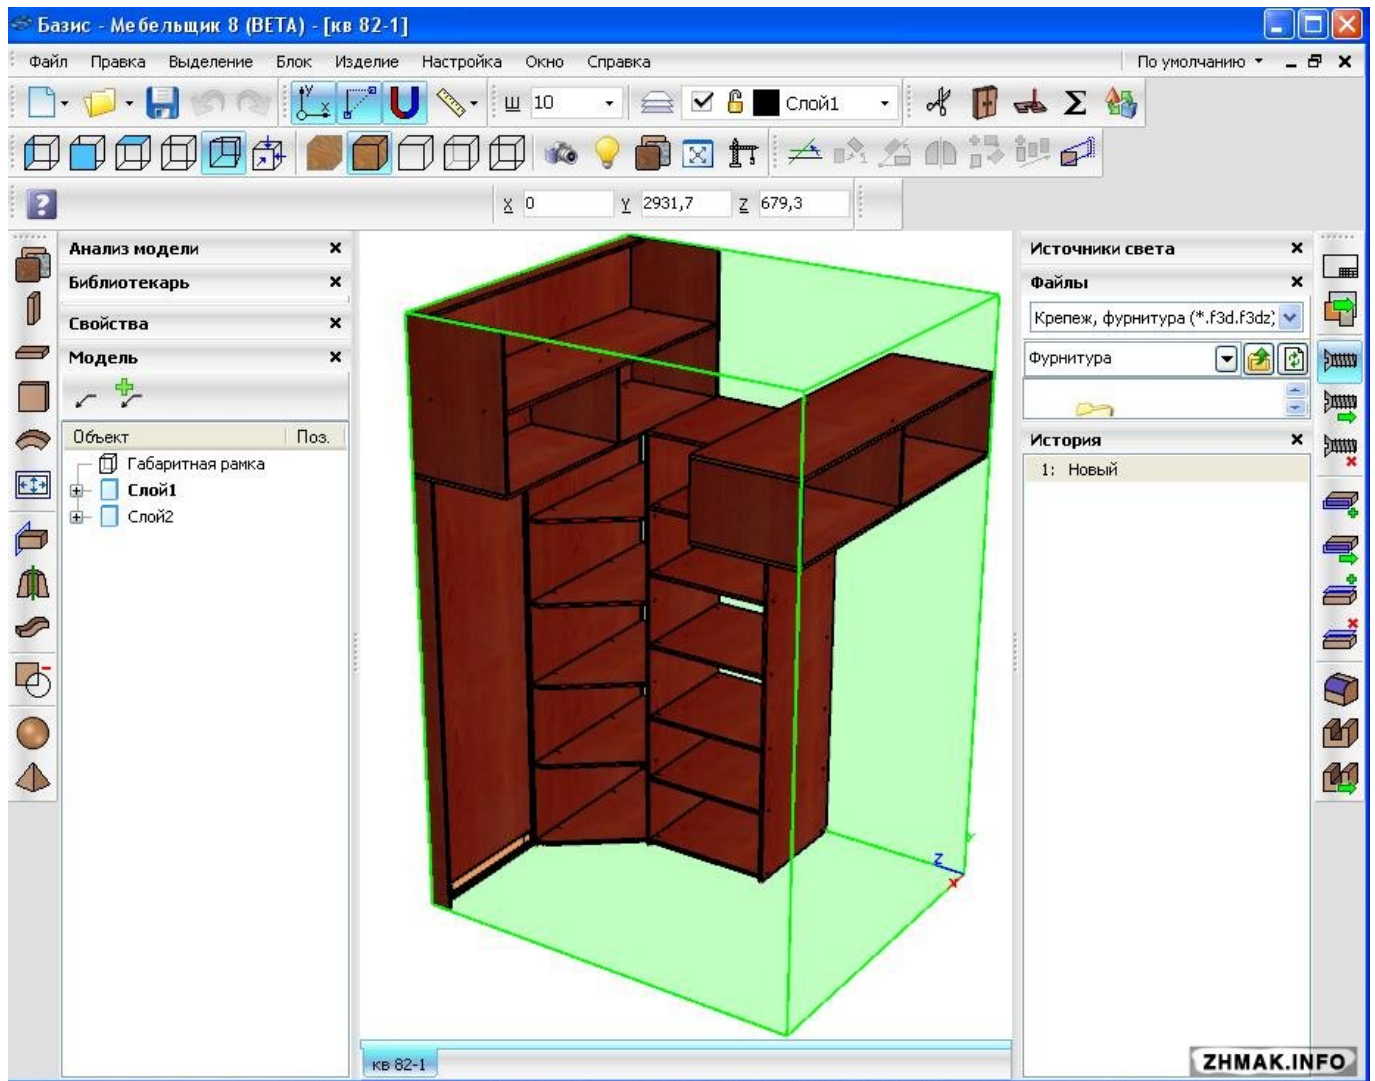 Базис - Мебельщик 8 (BETA) - [кв 82-1]
Файл Правка Выделение Блок Изделие Настройка Окно Справка По умолчанию
Ш 10 Слой1
X 0 Y 2931,7 Z 679,3
Анализ модели
Библиотекарь
Свойства
Модель
Объект Поз.
Габаритная рамка
Слой1
Слой2
Z
X
кв 82-1
Источники света
Файлы
Крепеж, фурнитура (*.f3d.f3dz;
Фурнитура
История
1: Новый
ZHMAK.INFO